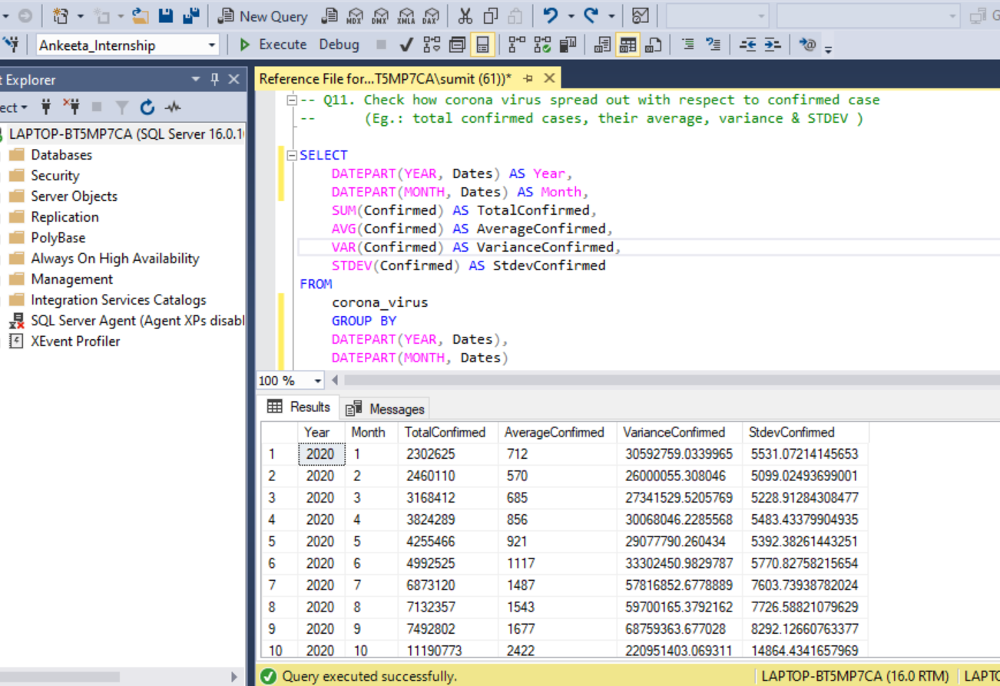 New Query MDX DMX XMLA DAX
Ankeeta_Internship Execute Debug
t Explorer
ect
LAPTOP-BT5MP7CA (SQL Server 16.0.1
Databases
Security
Server Objects
Replication
PolyBase
Always On High Availability
Management
Integration Services Catalogs
SQL Server Agent (Agent XPs disabl
XEvent Profiler
Reference File for...T5MP7CA\sumit (61))*
-- Q11. Check how corona virus spread out with respect to confirmed case
-- (Eg.: total confirmed cases, their average, variance & STDEV )
SELECT
DATEPART(YEAR, Dates) AS Year,
DATEPART(MONTH, Dates) AS Month,
SUM(Confirmed) AS TotalConfirmed,
AVG(Confirmed) AS AverageConfirmed,
VAR(Confirmed) AS VarianceConfirmed,
STDEV(Confirmed) AS StdevConfirmed
FROM
corona_virus
GROUP BY
DATEPART(YEAR, Dates),
DATEPART(MONTH, Dates)
100 %
Results Messages
Year Month TotalConfirmed AverageConfirmed VarianceConfirmed StdevConfirmed
1 2020 1 2302625 712 30592759.0339965 5531.07214145653
2 2020 2 2460110 570 26000055.308046 5099.02493699001
3 2020 3 3168412 685 27341529.5205769 5228.91284308477
4 2020 4 3824289 856 30068046.2285568 5483.43379904935
5 2020 5 4255466 921 29077790.260434 5392.38261443251
6 2020 6 4992525 1117 33302450.9829787 5770.82758215654
7 2020 7 6873120 1487 57816852.6778889 7603.73938782024
8 2020 8 7132357 1543 59700165.3792162 7726.58821079629
9 2020 9 7492802 1677 68759363.677028 8292.12660763377
10 2020 10 11190773 2422 220951403.069311 14864.4341657969
Query executed successfully. LAPTOP-BT5MP7CA (16.0 RTM) LAPTO